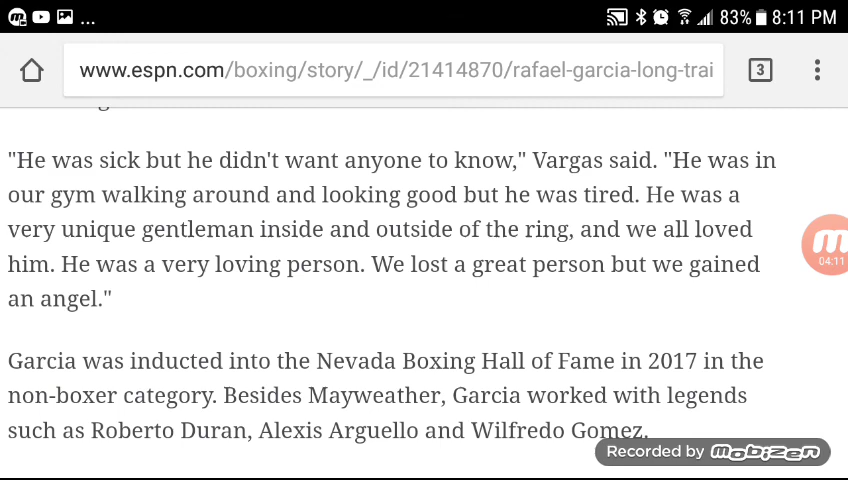 83% 8:11 PM
www.espn.com/boxing/story/_/id/21414870/rafael-garcia-long-trai
3
"He was sick but he didn't want anyone to know," Vargas said. "He was in
our gym walking around and looking good but he was tired. He was a
very unique gentleman inside and outside of the ring, and we all loved
him. He was a very loving person. We lost a great person but we gained
an angel."
04:11
Garcia was inducted into the Nevada Boxing Hall of Fame in 2017 in the
non-boxer category. Besides Mayweather, Garcia worked with legends
such as Roberto Duran, Alexis Arguello and Wilfredo Gomez.
Recorded by mobizen